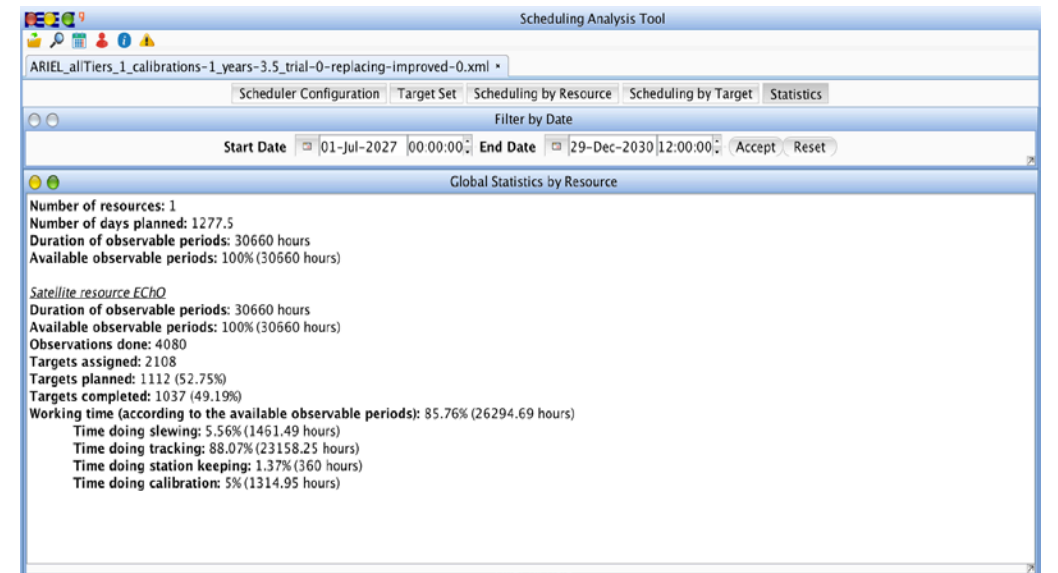 9
Scheduling Analysis Tool
ARIEL_allTiers_1_calibrations-1_years-3.5_trial-0-replacing-improved-0.xml
Scheduler Configuration Target Set Scheduling by Resource Scheduling by Target Statistics
Filter by Date
Start Date 01-Jul-2027 00:00:00 End Date 29-Dec-2030 12:00:00 Accept Reset
Global Statistics by Resource
Number of resources: 1
Number of days planned: 1277.5
Duration of observable periods: 30660 hours
Available observable periods: 100% (30660 hours)
Satellite resource EChO
Duration of observable periods: 30660 hours
Available observable periods: 100% (30660 hours)
Observations done: 4080
Targets assigned: 2108
Targets planned: 1112 (52.75%)
Targets completed: 1037 (49.19%)
Working time (according to the available observable periods): 85.76% (26294.69 hours)
Time doing slewing: 5.56% (1461.49 hours)
Time doing tracking: 88.07% (23158.25 hours)
Time doing station keeping: 1.37% (360 hours)
Time doing calibration: 5% (1314.95 hours)